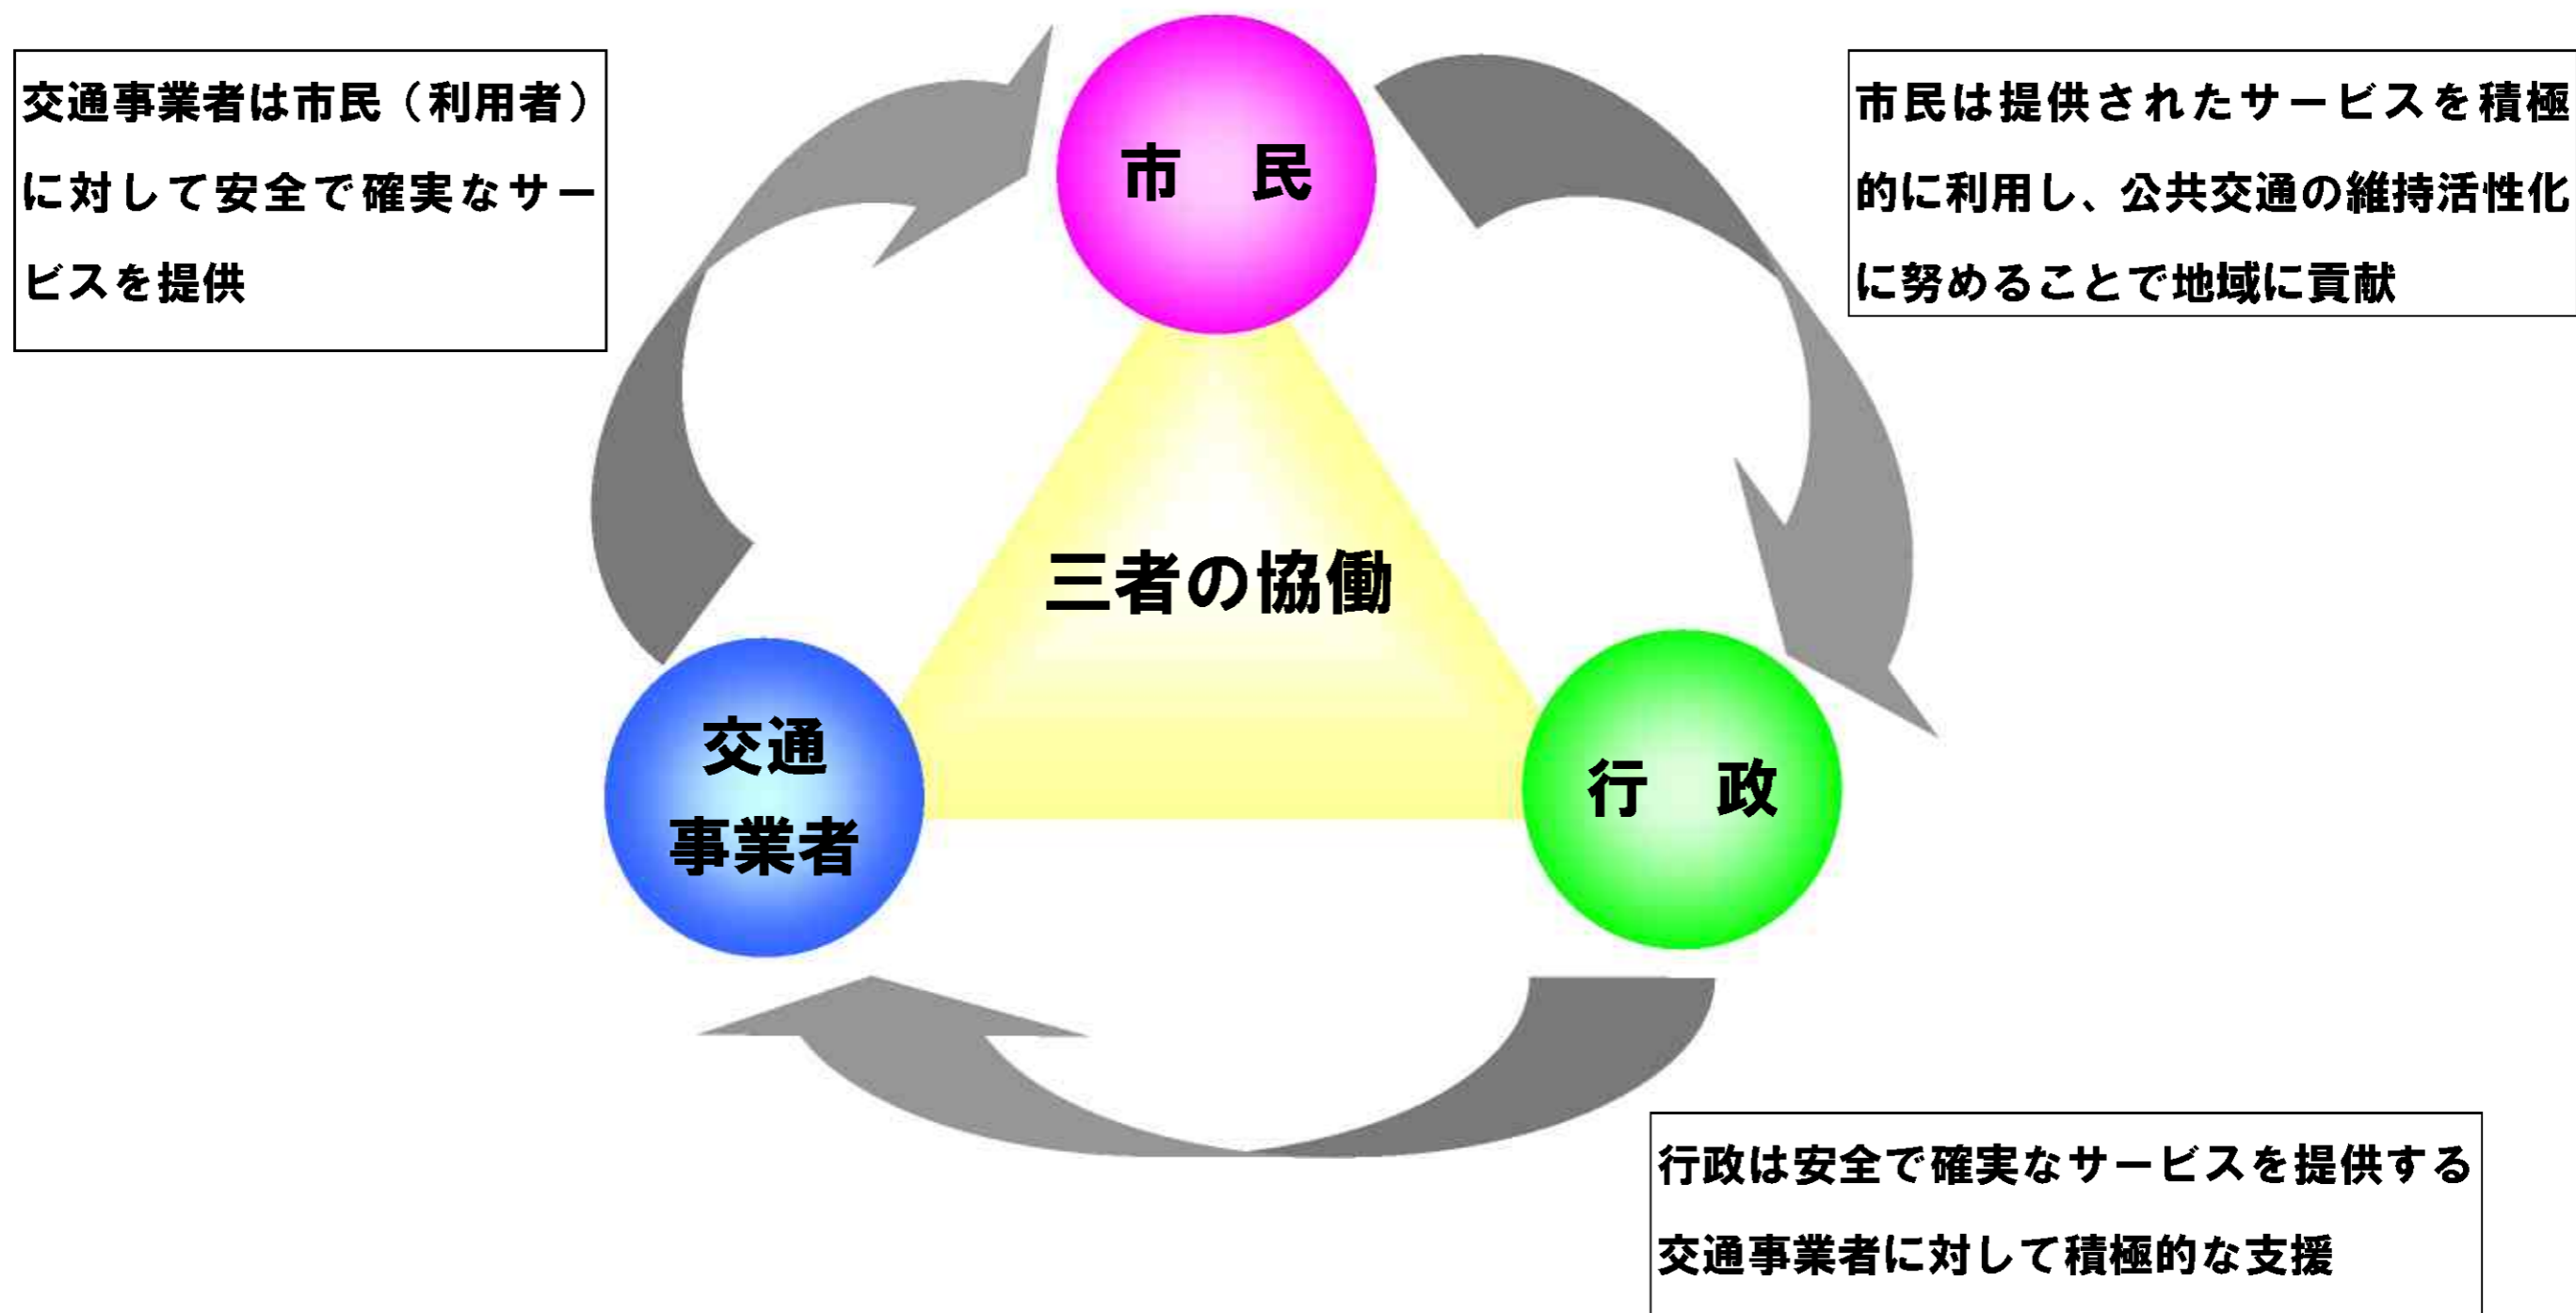 交通事業者は市民（利用者）
に対して安全で確実なサー
ビスを提供
市　民
市民は提供されたサービスを積極
的に利用し、公共交通の維持活性化
に努めることで地域に貢献
三者の協働
交通
事業者
行　政
行政は安全で確実なサービスを提供する
交通事業者に対して積極的な支援